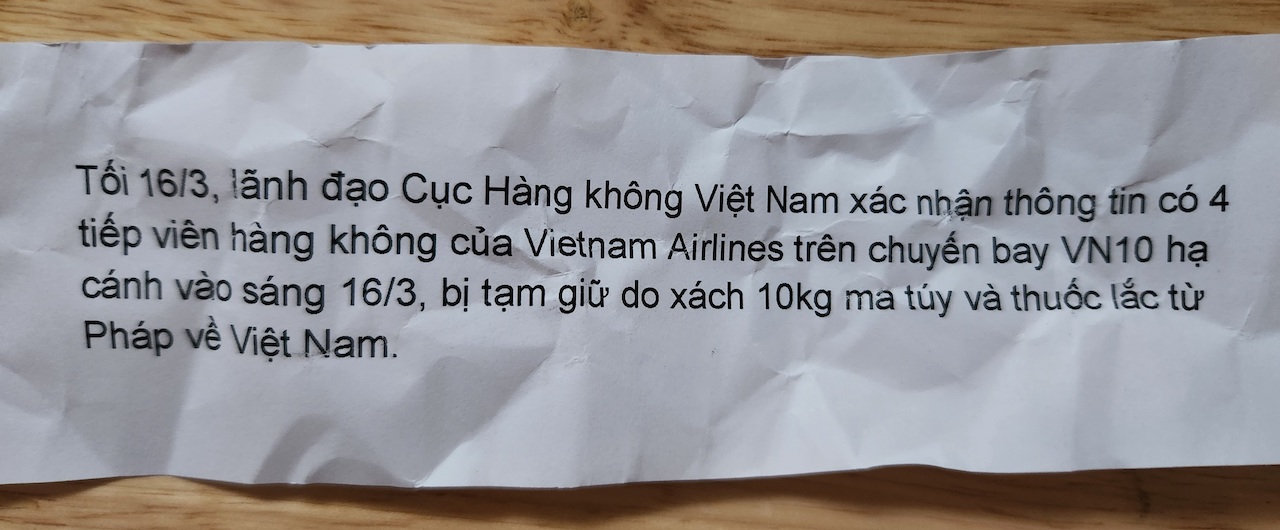 Tối 16/3, lãnh đạo Cục Hàng không Việt Nam xác nhận thông tin có 4
tiếp viên hàng không của Vietnam Airlines trên chuyến bay VN10 hạ
cánh vào sáng 16/3, bị tạm giữ do xách 10kg ma túy và thuốc lắc từ
Pháp về Việt Nam.